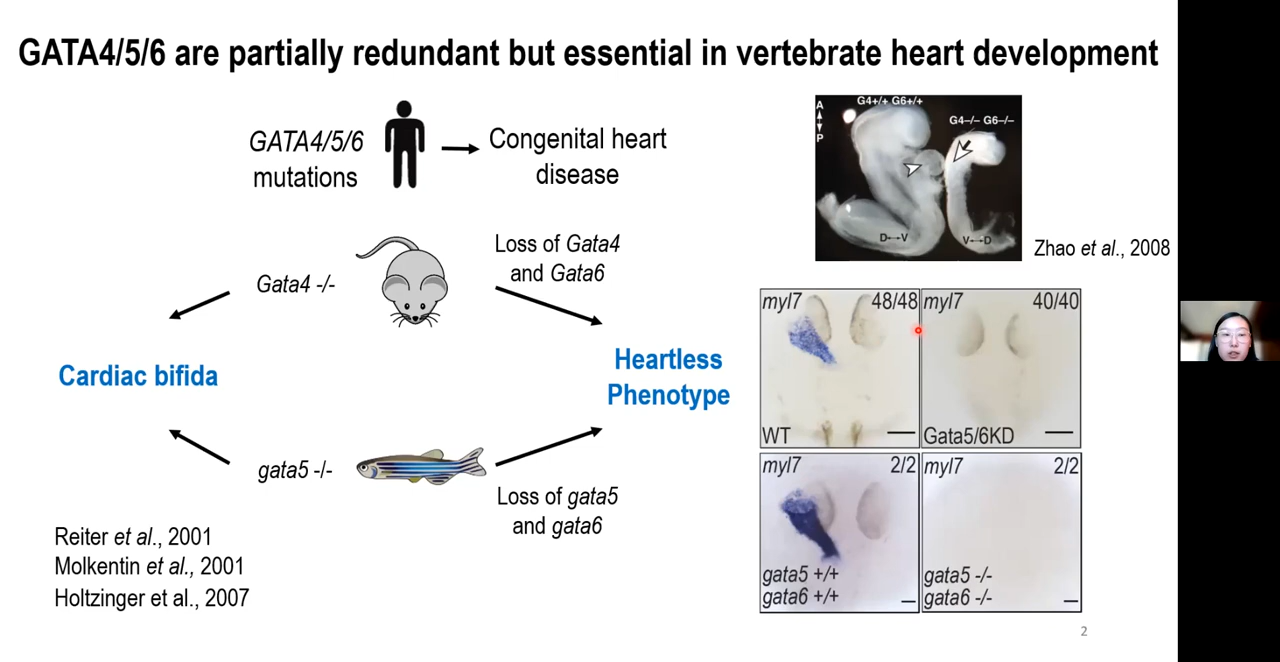 GATA4/5/6 are partially redundant but essential in vertebrate heart development
GATA4/5/6
mutations
Congenital heart
disease
Gata4 -/-
Loss of Gata4
and Gata6
Cardiac bifida
Heartless
Phenotype
gata5 -/-
Loss of gata5
and gata6
Reiter et al., 2001
Molkentin et al., 2001
Holtzinger et al., 2007
A
P
G4+/+ G6+/+
G4–/– G6–/–
D↔V
V↔D
Zhao et al., 2008
myl7 48/48
WT
myl7 40/40
Gata5/6KD
myl7 2/2
gata5 +/+
gata6 +/+
myl7 2/2
gata5 -/-
gata6 -/-
2